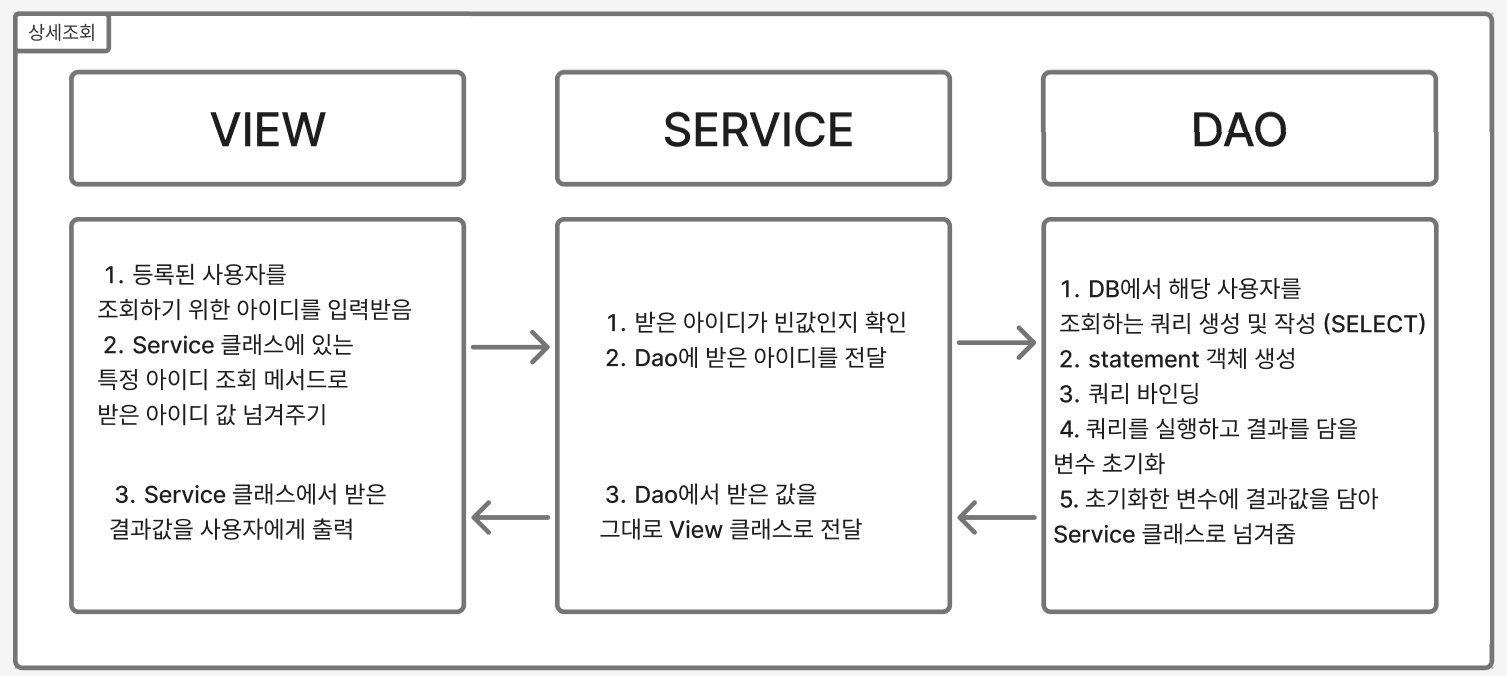 상세조회
VIEW
SERVICE
DAO
1. 등록된 사용자를
조회하기 위한 아이디를 입력받음
2. Service 클래스에 있는
특정 아이디 조회 메서드로
받은 아이디 값 넘겨주기
3. Service 클래스에서 받은
결과값을 사용자에게 출력
1. 받은 아이디가 빈값인지 확인
2. Dao에 받은 아이디를 전달
3. Dao에서 받은 값을
그대로 View 클래스로 전달
1. DB에서 해당 사용자를
조회하는 쿼리 생성 및 작성 (SELECT)
2. statement 객체 생성
3. 쿼리 바인딩
4. 쿼리를 실행하고 결과를 담을
변수 초기화
5. 초기화한 변수에 결과값을 담아
Service 클래스로 넘겨줌